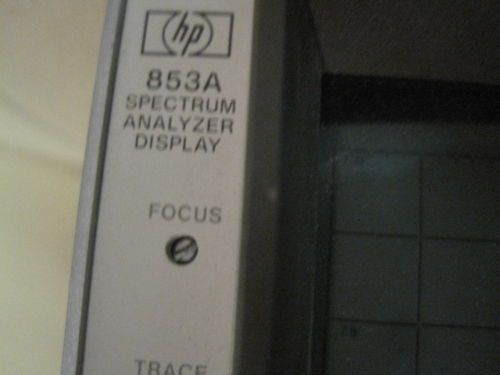 hp
853A
SPECTRUM
ANALYZER
DISPLAY
FOCUS
TRACE